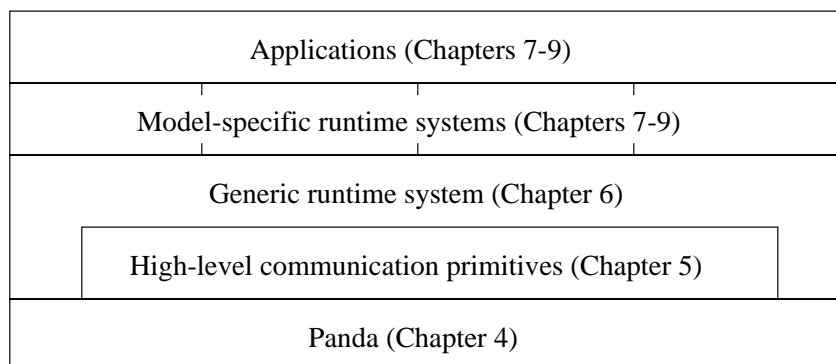 Applications (Chapters 7-9)
Model-specific runtime systems (Chapters 7-9)
Generic runtime system (Chapter 6)
High-level communication primitives (Chapter 5)
Panda (Chapter 4)